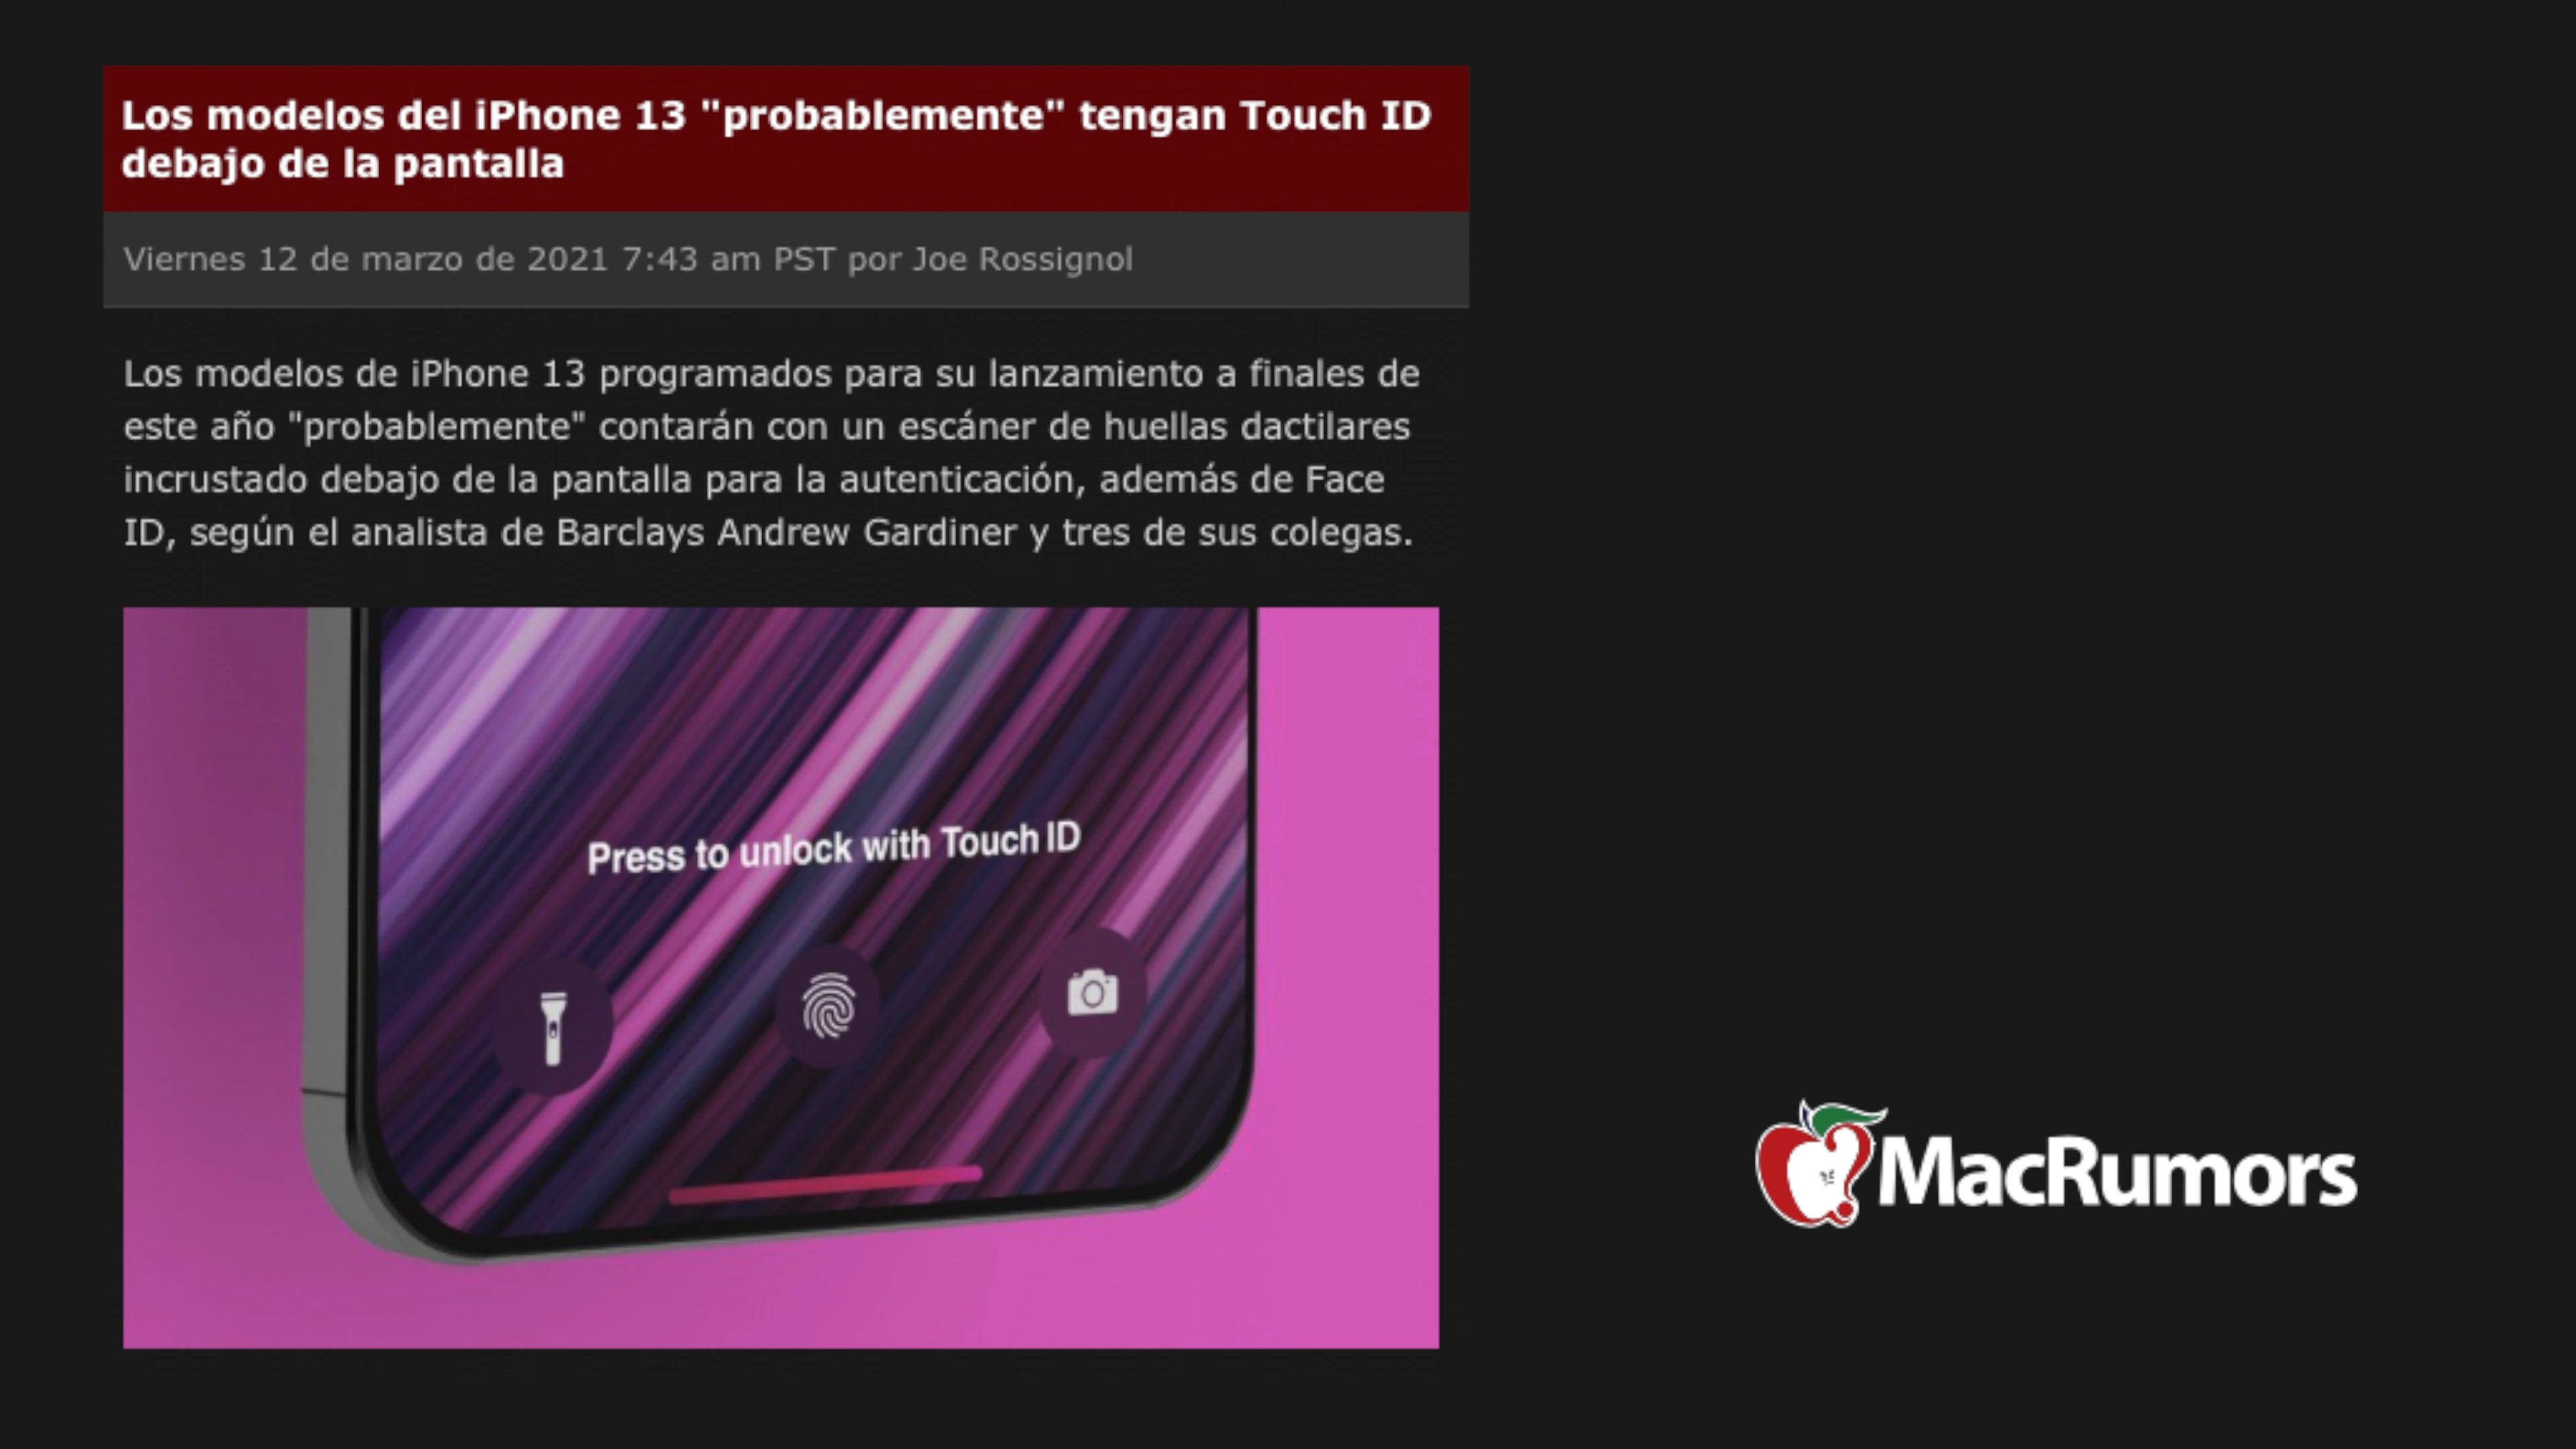 Los modelos del iPhone 13 "probablemente" tengan Touch ID
debajo de la pantalla
Viernes 12 de marzo de 2021 7:43 am PST por Joe Rossignol
Los modelos de iPhone 13 programados para su lanzamiento a finales de
este año "probablemente" contarán con un escáner de huellas dactilares
incrustado debajo de la pantalla para la autenticación, además de Face
ID, según el analista de Barclays Andrew Gardiner y tres de sus colegas.
Press to unlock with Touch ID
MacRumors